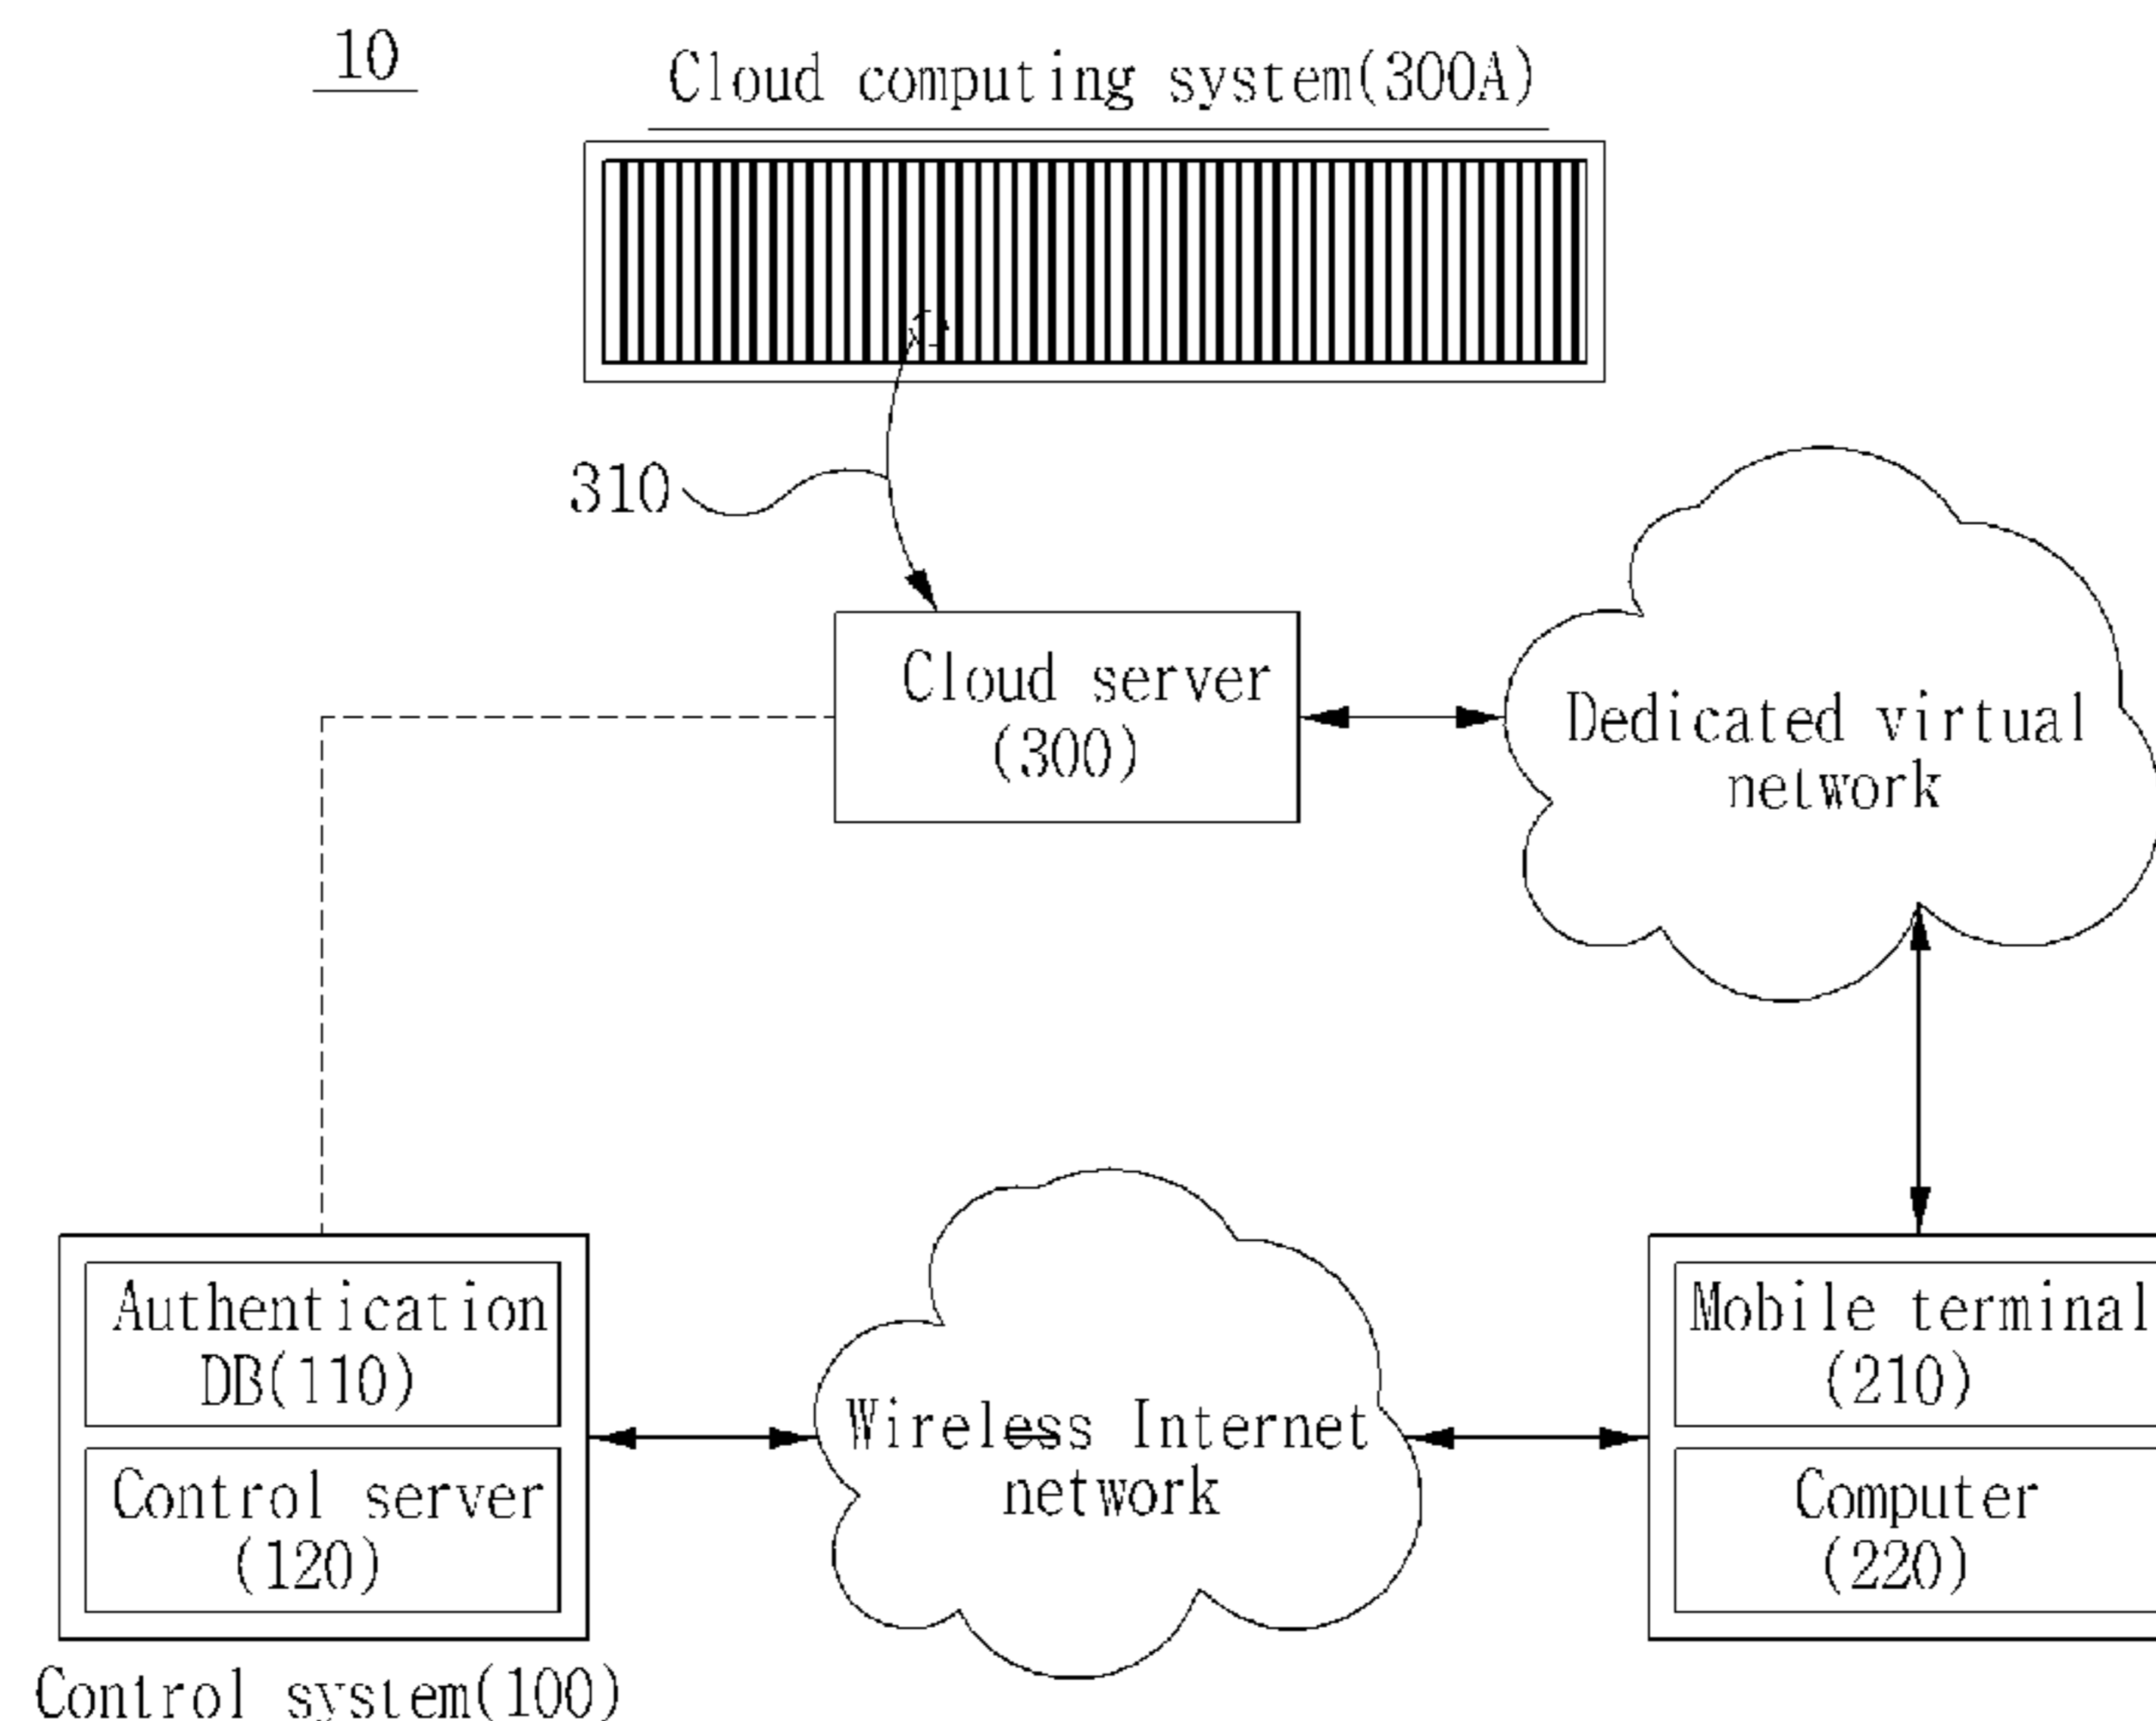 10
Cloud computing system(300A)
310
Cloud server
(300)
Dedicated virtual
network
Authentication
DB(110)
Control server
(120)
Wireless Internet
network
Mobile terminal
(210)
Computer
(220)
Control system(100)